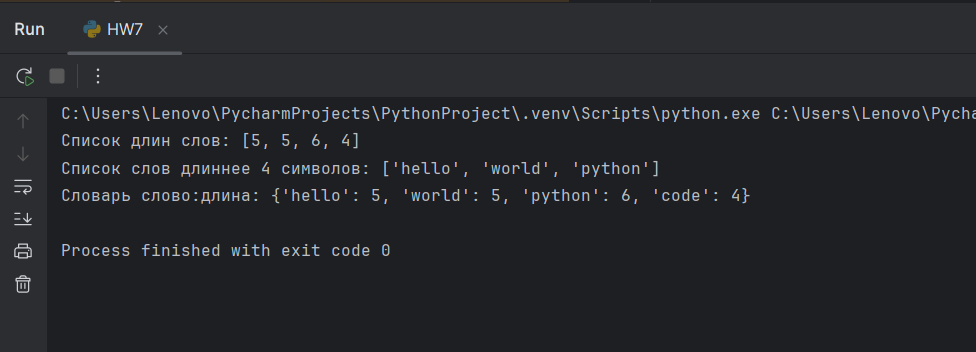 Run HW7
C:\Users\Lenovo\PycharmProjects\PythonProject\.venv\Scripts\python.exe C:\Users\Lenovo\Pycha
Список длин слов: [5, 5, 6, 4]
Список слов длиннее 4 символов: ['hello', 'world', 'python']
Словарь слово:длина: {'hello': 5, 'world': 5, 'python': 6, 'code': 4}
Process finished with exit code 0